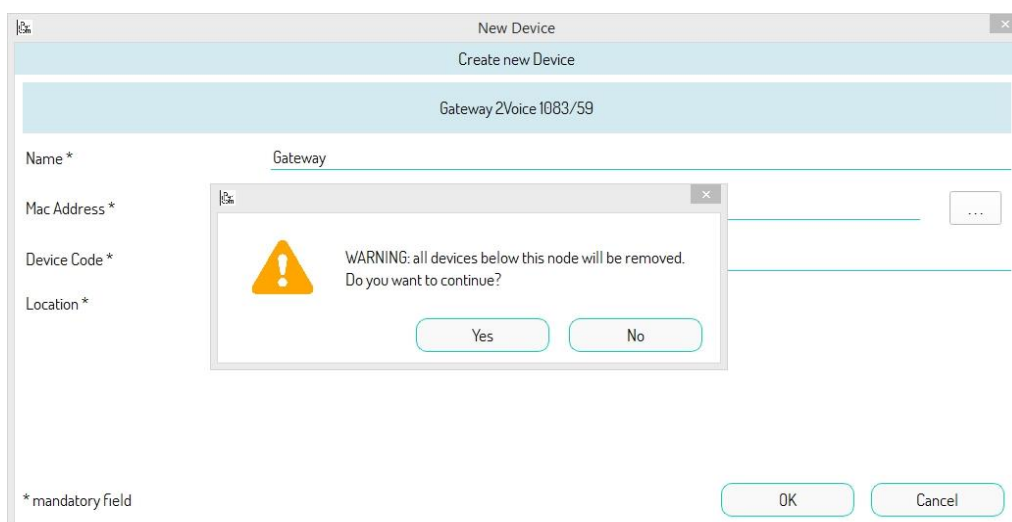 New Device
Create new Device
Gateway 2Voice 1083/59
Name *
Gateway
Mac Address *
...
Device Code *
Location *
WARNING: all devices below this node will be removed.
Do you want to continue?
Yes
No
* mandatory field
OK
Cancel